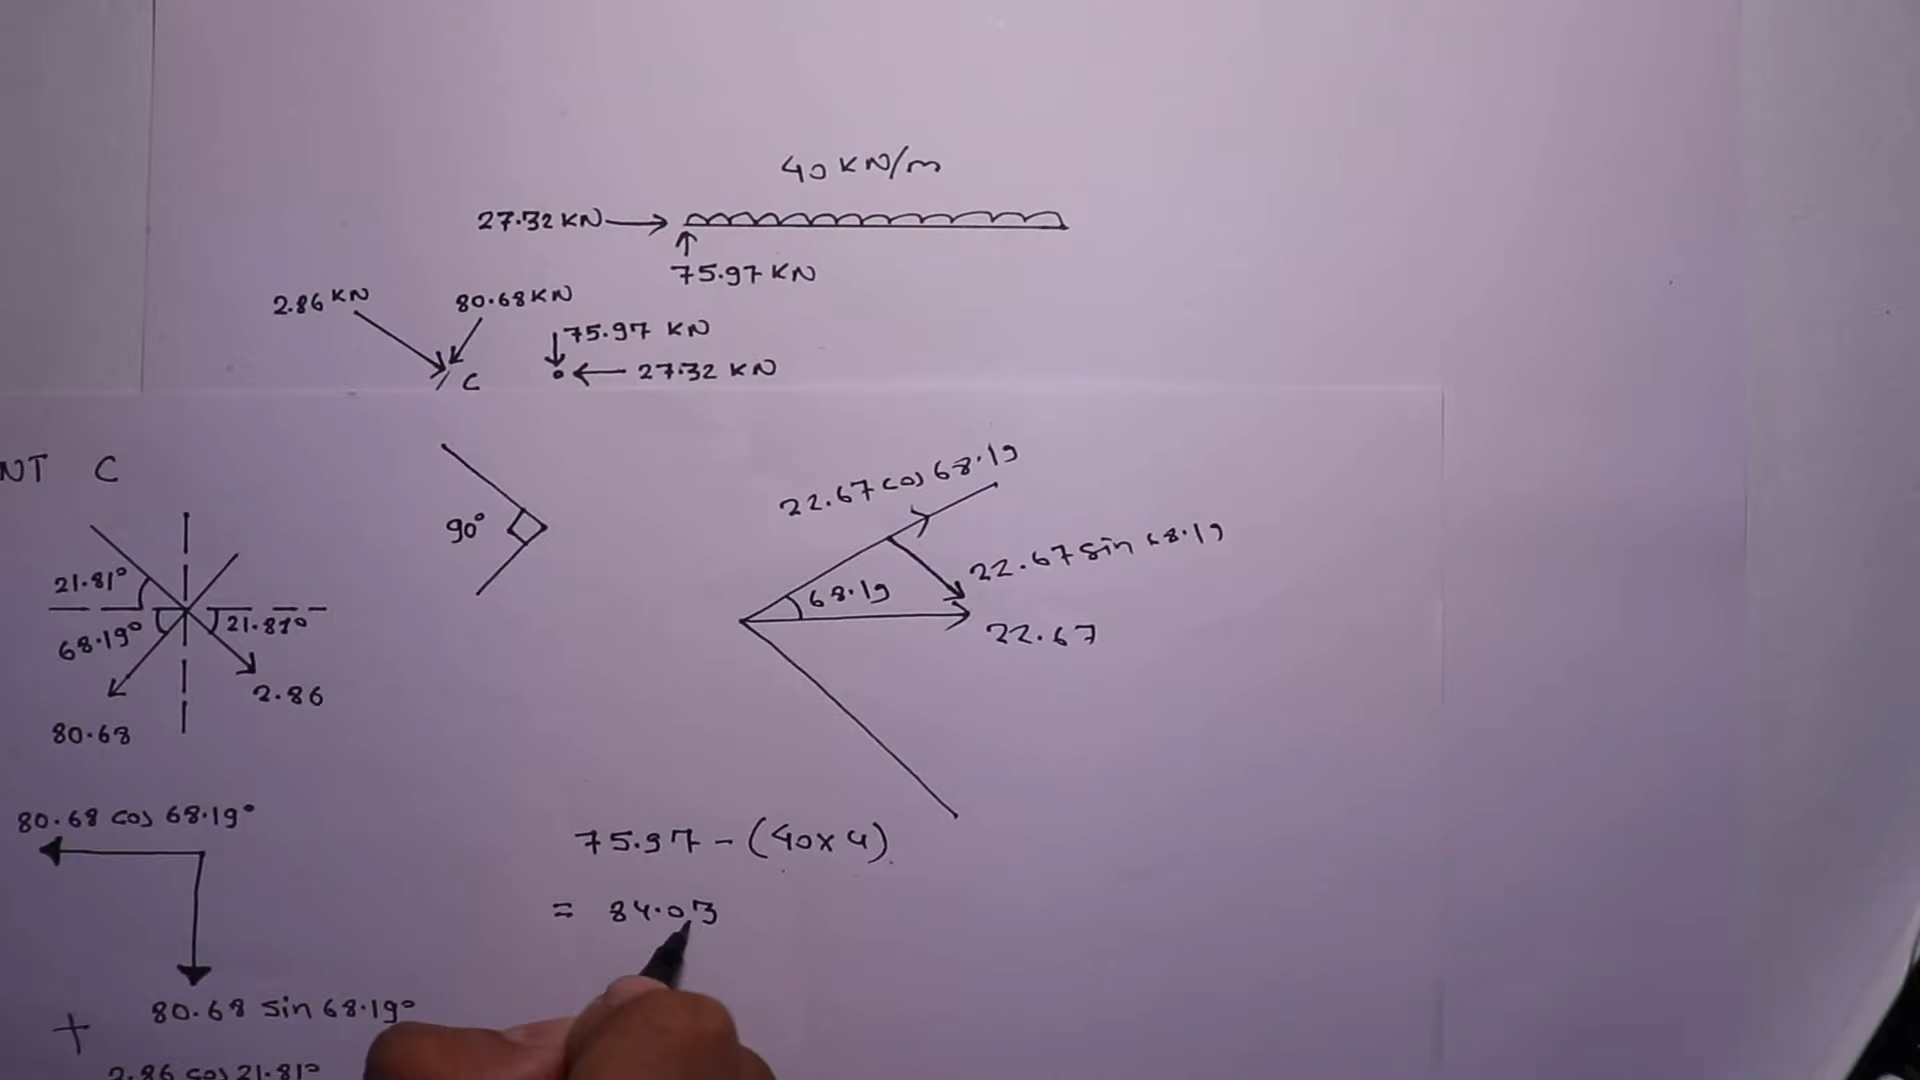 40 KN/m
27.32 KN
75.97 KN
2.86 KN
80.68 KN
75.97 KN
27.32 KN
C
NT C
90°
22.67 cos 68.19
22.67 sin 68.19
68.19
22.67
21.81°
68.19°
21.81°
2.86
80.68
80.68 cos 68.19°
75.97 - (40×4)
= 84.03
80.68 sin 68.19°
+
2.86 cos 21.81°